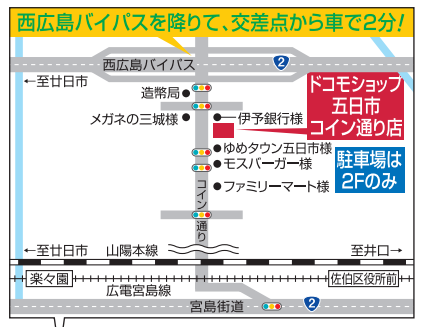 西広島バイパスを降りて、交差点から車で2分!
西広島バイパス
2
←至廿日市
造幣局
メガネの三城様
伊予銀行様
ドコモショップ
五日市
コイン通り店
ゆめタウン五日市様
モスバーガー様
駐車場は
2Fのみ
ファミリーマート様
コイン通り
←至廿日市
山陽本線
至井口→
楽々園
広電宮島線
佐伯区役所前
宮島街道
2